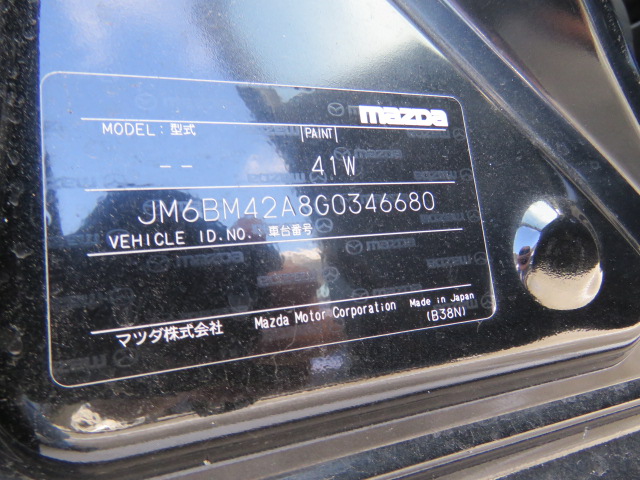 mazda
MODEL: 型式 PAINT
-- 41W
JM6BM42A8G0346680
VEHICLE ID.NO.: 車台番号
マツダ株式会社 Mazda Motor Corporation Made in Japan
(B38N)